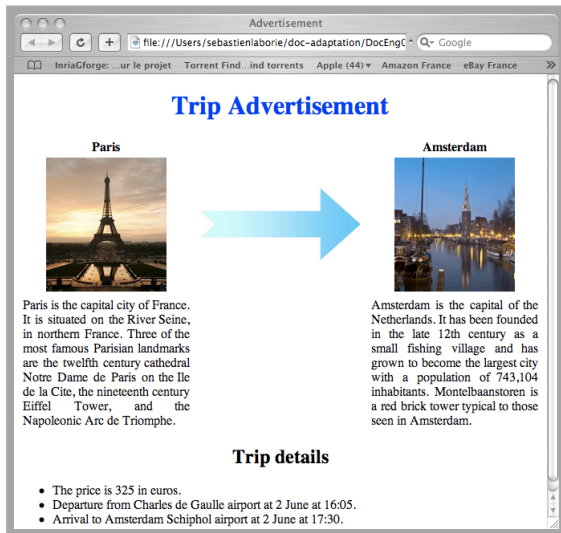 Advertisement
file:///Users/sebastienlaborie/doc-adaptation/DocEngC
Google
InriaGforge: ...ur le projet Torrent Find...ind torrents Apple (44) Amazon France eBay France
Trip Advertisement
Paris
Paris is the capital city of France.
It is situated on the River Seine,
in northern France. Three of the
most famous Parisian landmarks
are the twelfth century cathedral
Notre Dame de Paris on the Ile
de la Cite, the nineteenth century
Eiffel Tower, and the
Napoleonic Arc de Triomphe.
Amsterdam
Amsterdam is the capital of the
Netherlands. It has been founded
in the late 12th century as a
small fishing village and has
grown to become the largest city
with a population of 743,104
inhabitants. Montelbaanstoren is
a red brick tower typical to those
seen in Amsterdam.
Trip details
• The price is 325 in euros.
• Departure from Charles de Gaulle airport at 2 June at 16:05.
• Arrival to Amsterdam Schiphol airport at 2 June at 17:30.